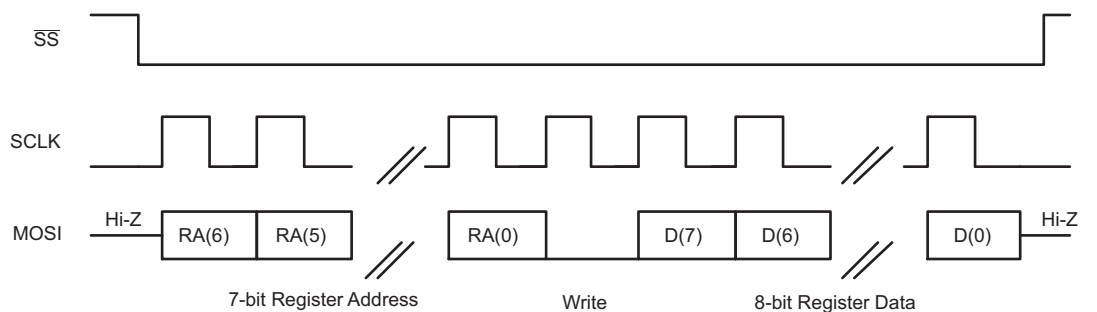 SS
SCLK
MOSI Hi-Z RA(6) RA(5) RA(0) D(7) D(6) D(0) Hi-Z
7-bit Register Address Write 8-bit Register Data